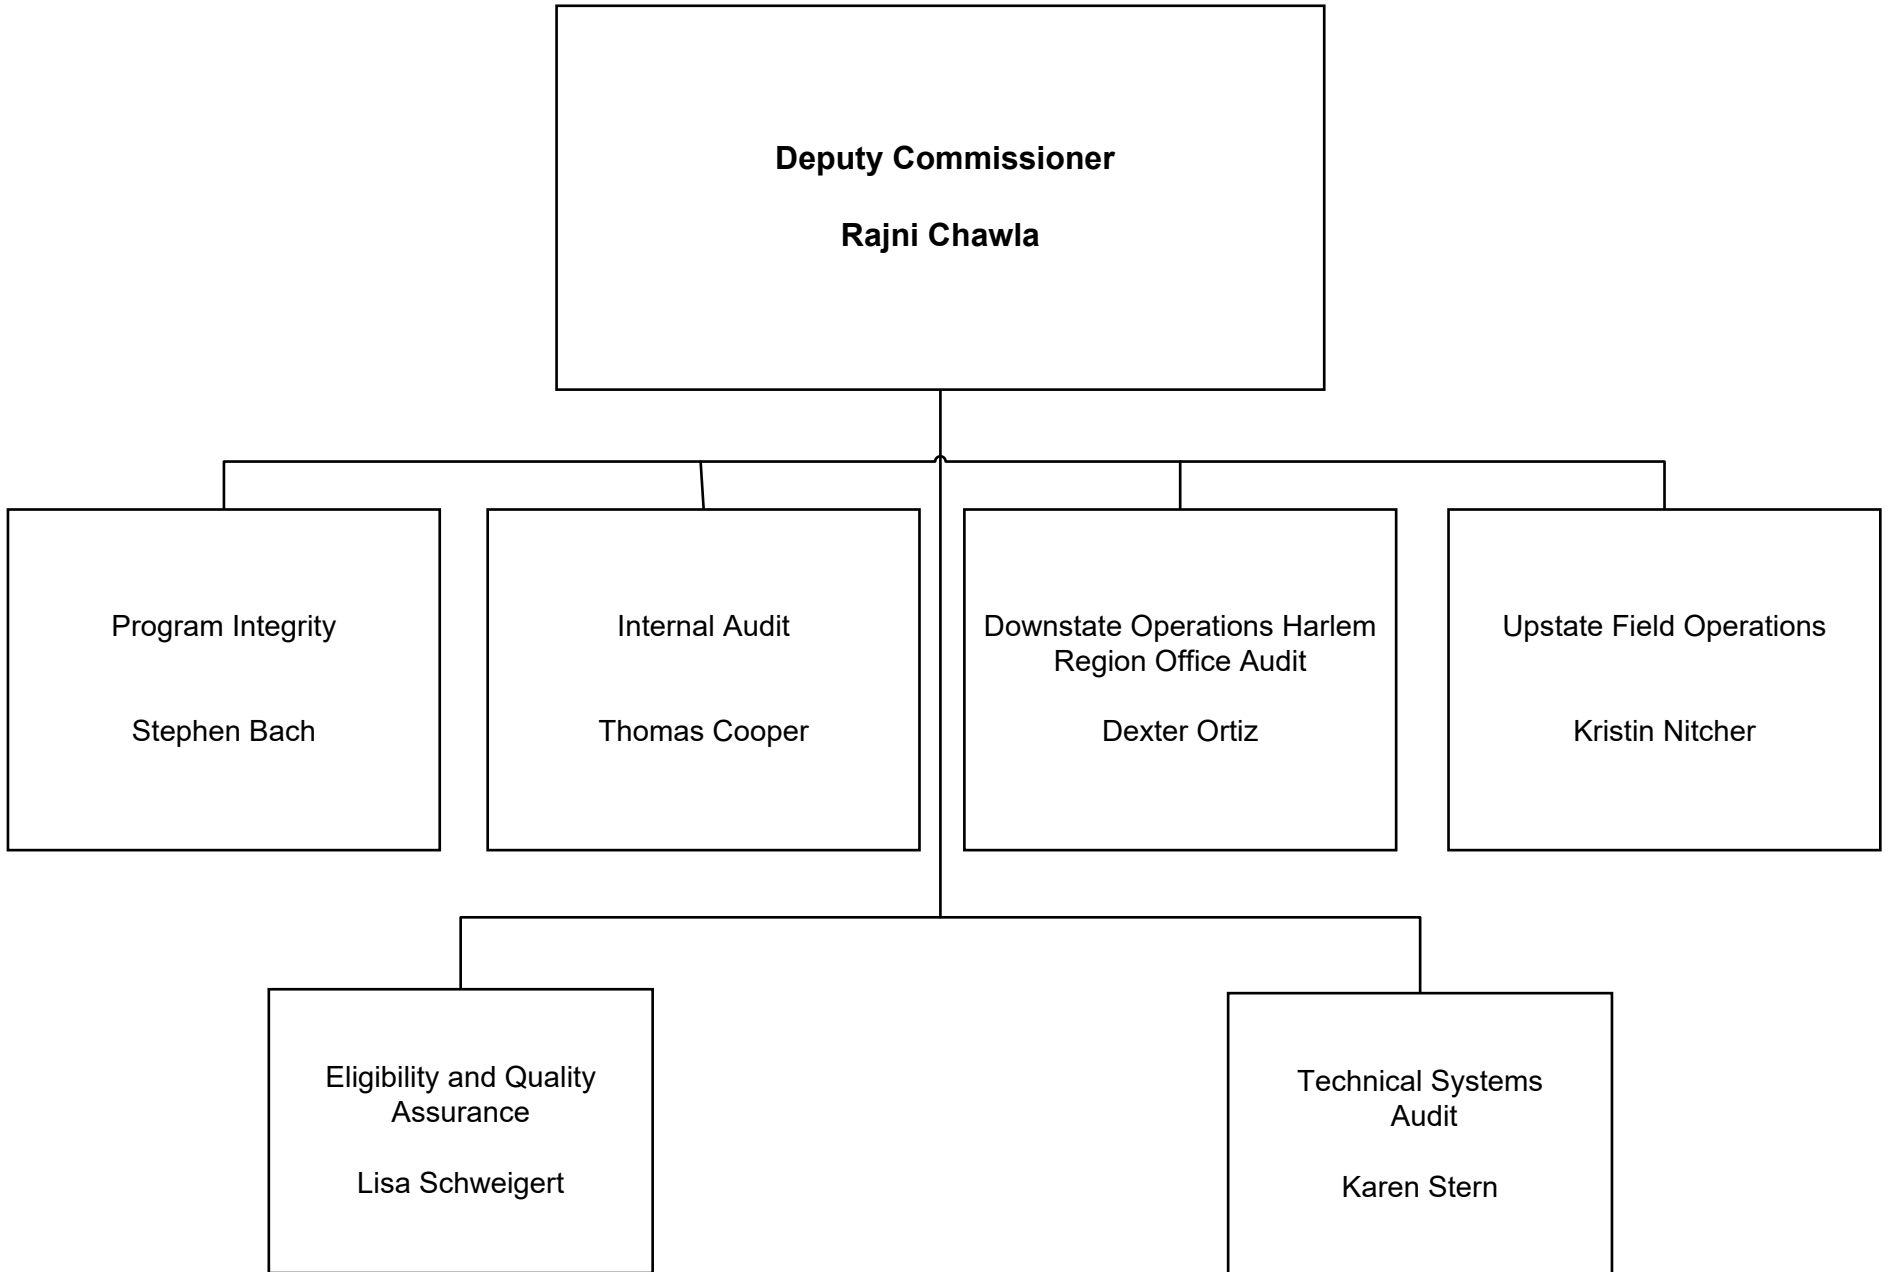 Deputy Commissioner
Rajni Chawla
Program Integrity
Stephen Bach
Internal Audit
Thomas Cooper
Downstate Operations Harlem
Region Office Audit
Dexter Ortiz
Upstate Field Operations
Kristin Nitcher
Eligibility and Quality
Assurance
Lisa Schweigert
Technical Systems
Audit
Karen Stern